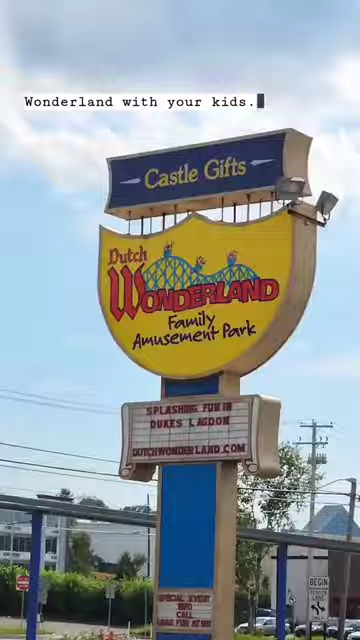 Wonderland with your kids.
Castle Gifts
Dutch
WONDERLAND
Family
Amusement Park
SPLASHING FUN IN
DUKES LAGOON
DUTCHWONDERLAND.COM
SPECIAL EVENT
INFO
CALL
BEGIN